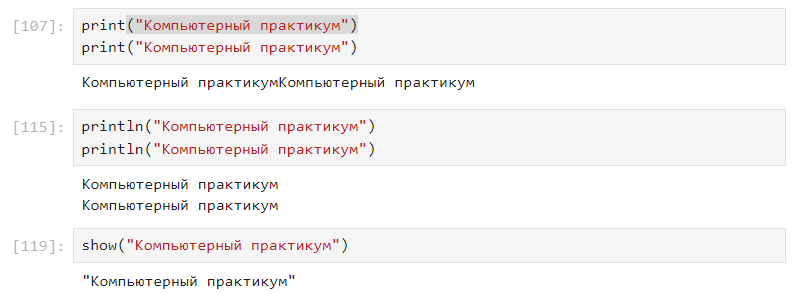 [107]: print("Компьютерный практикум")
print("Компьютерный практикум")
Компьютерный практикумКомпьютерный практикум
[115]: println("Компьютерный практикум")
println("Компьютерный практикум")
Компьютерный практикум
Компьютерный практикум
[119]: show("Компьютерный практикум")
"Компьютерный практикум"